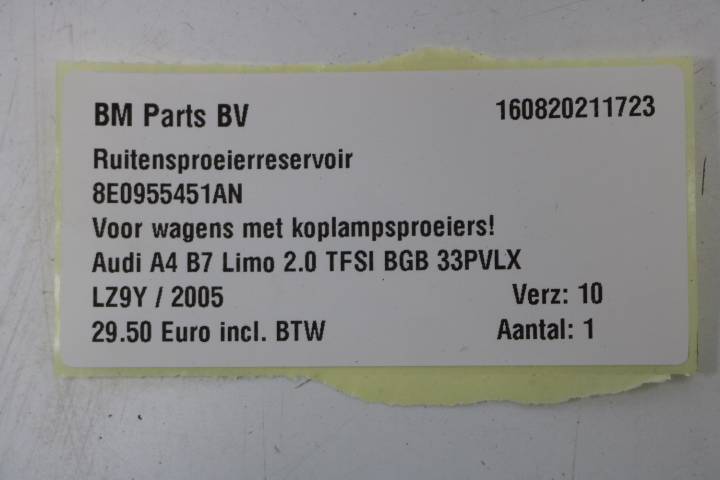 BM Parts BV 160820211723
Ruitensproeierreservoir
8E0955451AN
Voor wagens met koplampsproeiers!
Audi A4 B7 Limo 2.0 TFSI BGB 33PVLX
LZ9Y / 2005 Verz: 10
29.50 Euro incl. BTW Aantal: 1